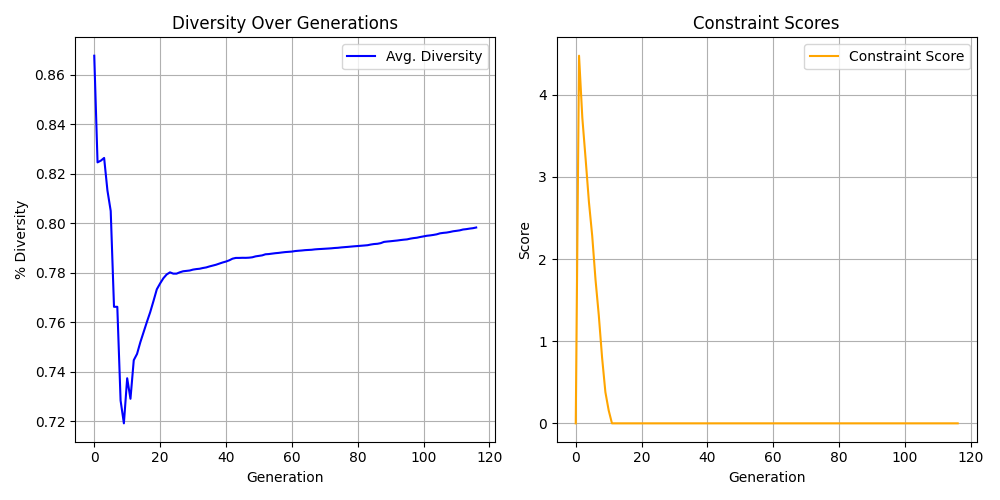 Diversity Over Generations
Avg. Diversity
% Diversity
0.86
0.84
0.82
0.80
0.78
0.76
0.74
0.72
0 20 40 60 80 100 120
Generation
Constraint Scores
Constraint Score
Score
4
3
2
1
0
0 20 40 60 80 100 120
Generation